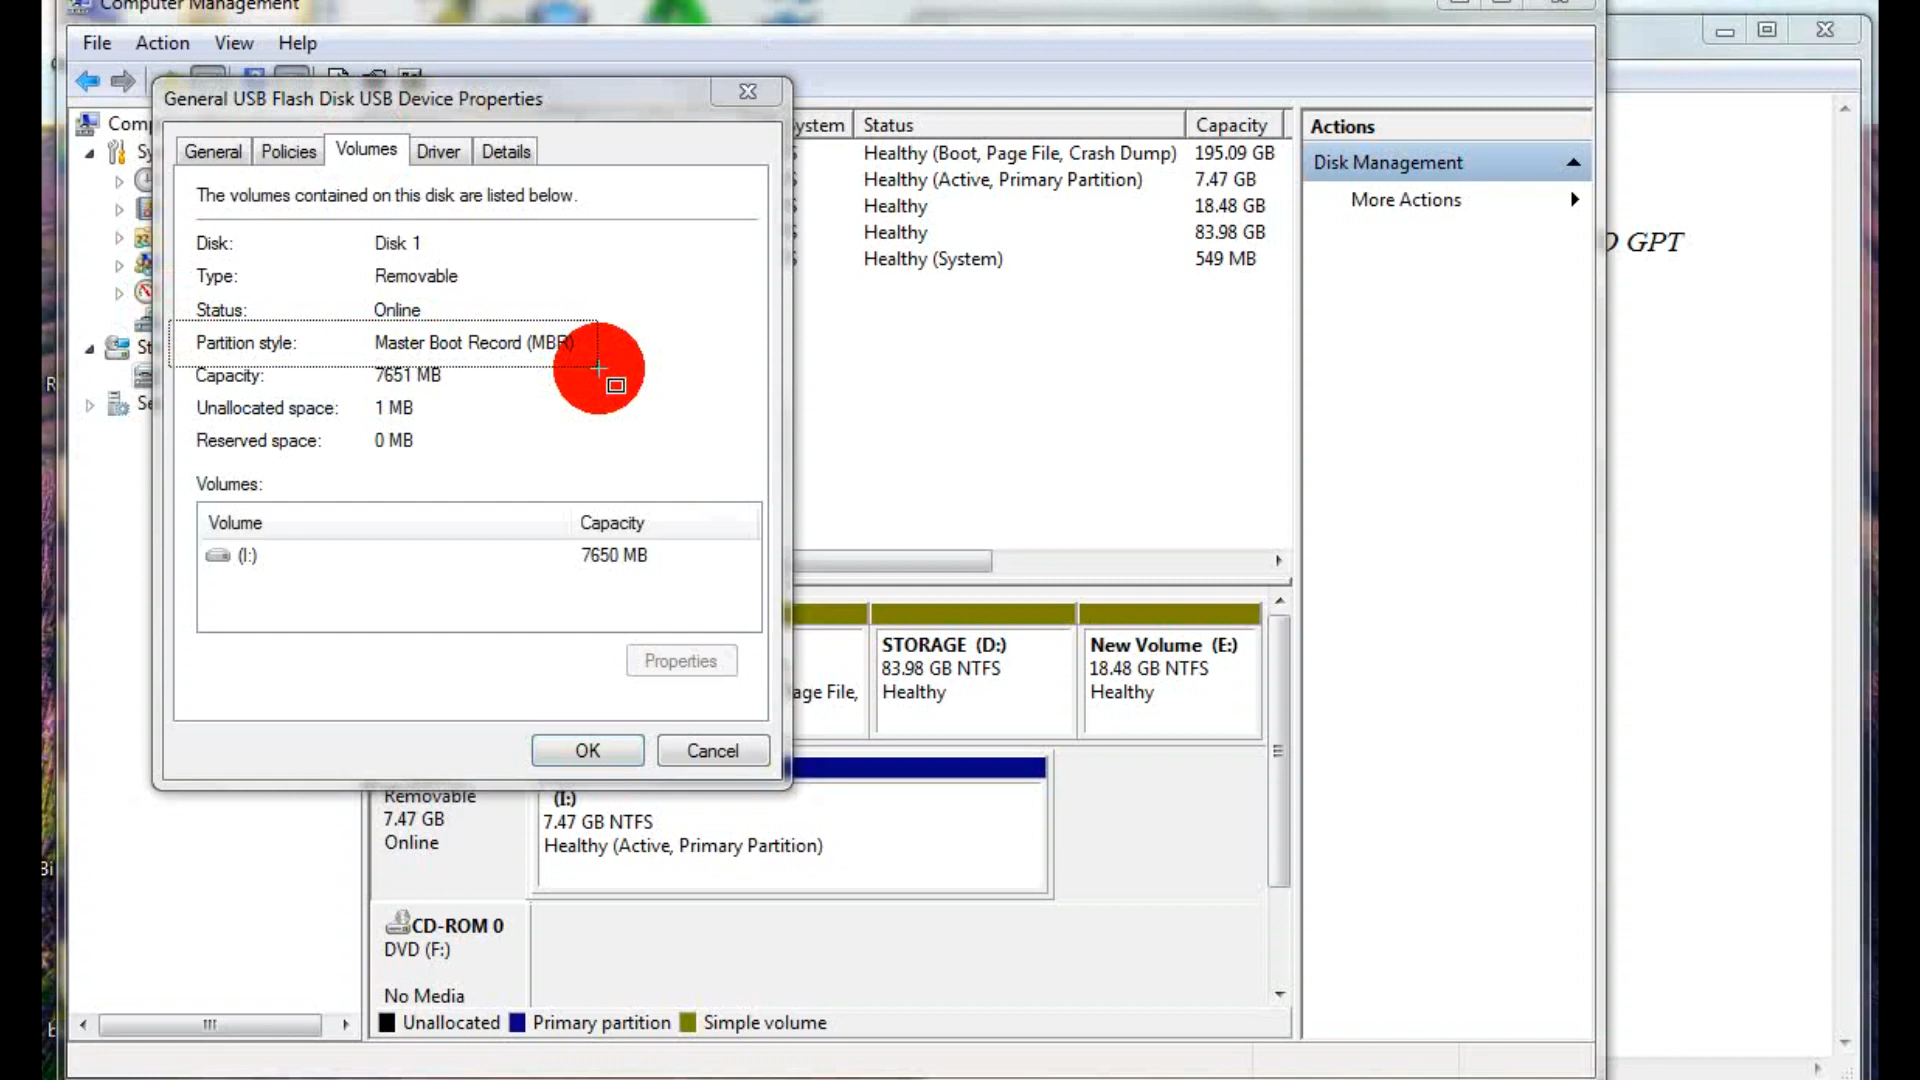 Computer Management
File Action View Help
General USB Flash Disk USB Device Properties
General Policies Volumes Driver Details
The volumes contained on this disk are listed below.
Disk: Disk 1
Type: Removable
Status: Online
Partition style: Master Boot Record (MBR)
Capacity: 7651 MB
Unallocated space: 1 MB
Reserved space: 0 MB
Volumes:
Volume Capacity
(I:) 7650 MB
Properties
OK Cancel
ystem Status Capacity
Healthy (Boot, Page File, Crash Dump) 195.09 GB
Healthy (Active, Primary Partition) 7.47 GB
Healthy 18.48 GB
Healthy 83.98 GB
Healthy (System) 549 MB
Actions
Disk Management
More Actions
GPT
STORAGE (D:)
83.98 GB NTFS
Healthy
New Volume (E:)
18.48 GB NTFS
Healthy
age File,
Removable
7.47 GB
Online
(I:)
7.47 GB NTFS
Healthy (Active, Primary Partition)
CD-ROM 0
DVD (F:)
No Media
Unallocated Primary partition Simple volume